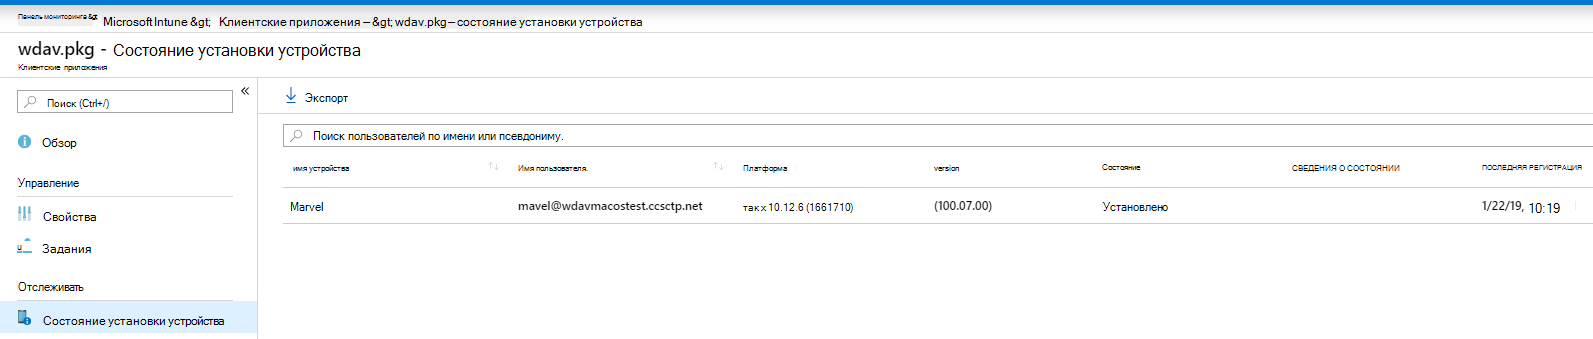 Панель мониторинга &gt; Microsoft Intune &gt; Клиентские приложения – &gt; wdav.pkg – состояние установки устройства
wdav.pkg - Состояние установки устройства
Клиентские приложения
Поиск (Ctrl+/)
«
Экспорт
Поиск пользователей по имени или псевдониму.
Обзор
Управление
Свойства
Задания
Отслеживать
Состояние установки устройства
имя устройства ↑↓ Имя пользователя. ↑↓ Платформа version Состояние СВЕДЕНИЯ О СОСТОЯНИИ ПОСЛЕДНЯЯ РЕГИСТРАЦИЯ
Marvel mavel@wdavmacostest.ccsctp.net так x 10.12.6 (1661710) (100.07.00) Установлено 1/22/19, 10:19